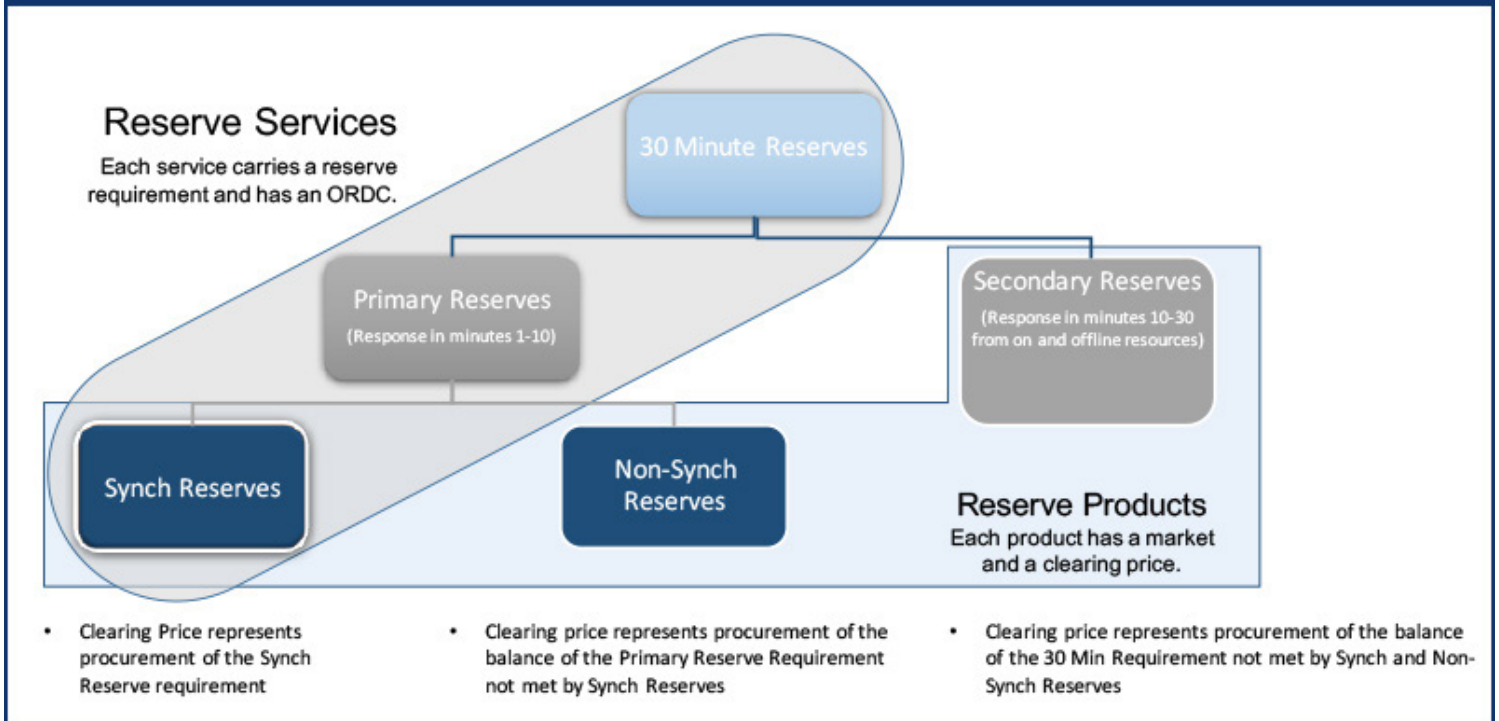 Reserve Services
Each service carries a reserve
requirement and has an ORDC.
30 Minute Reserves
Primary Reserves
(Response in minutes 1-10)
Secondary Reserves
(Response in minutes 10-30
from on and offline resources)
Synch Reserves
Non-Synch
Reserves
Reserve Products
Each product has a market
and a clearing price.
• Clearing Price represents
procurement of the Synch
Reserve requirement
• Clearing price represents procurement of the
balance of the Primary Reserve Requirement
not met by Synch Reserves
• Clearing price represents procurement of the balance
of the 30 Min Requirement not met by Synch and Non-
Synch Reserves